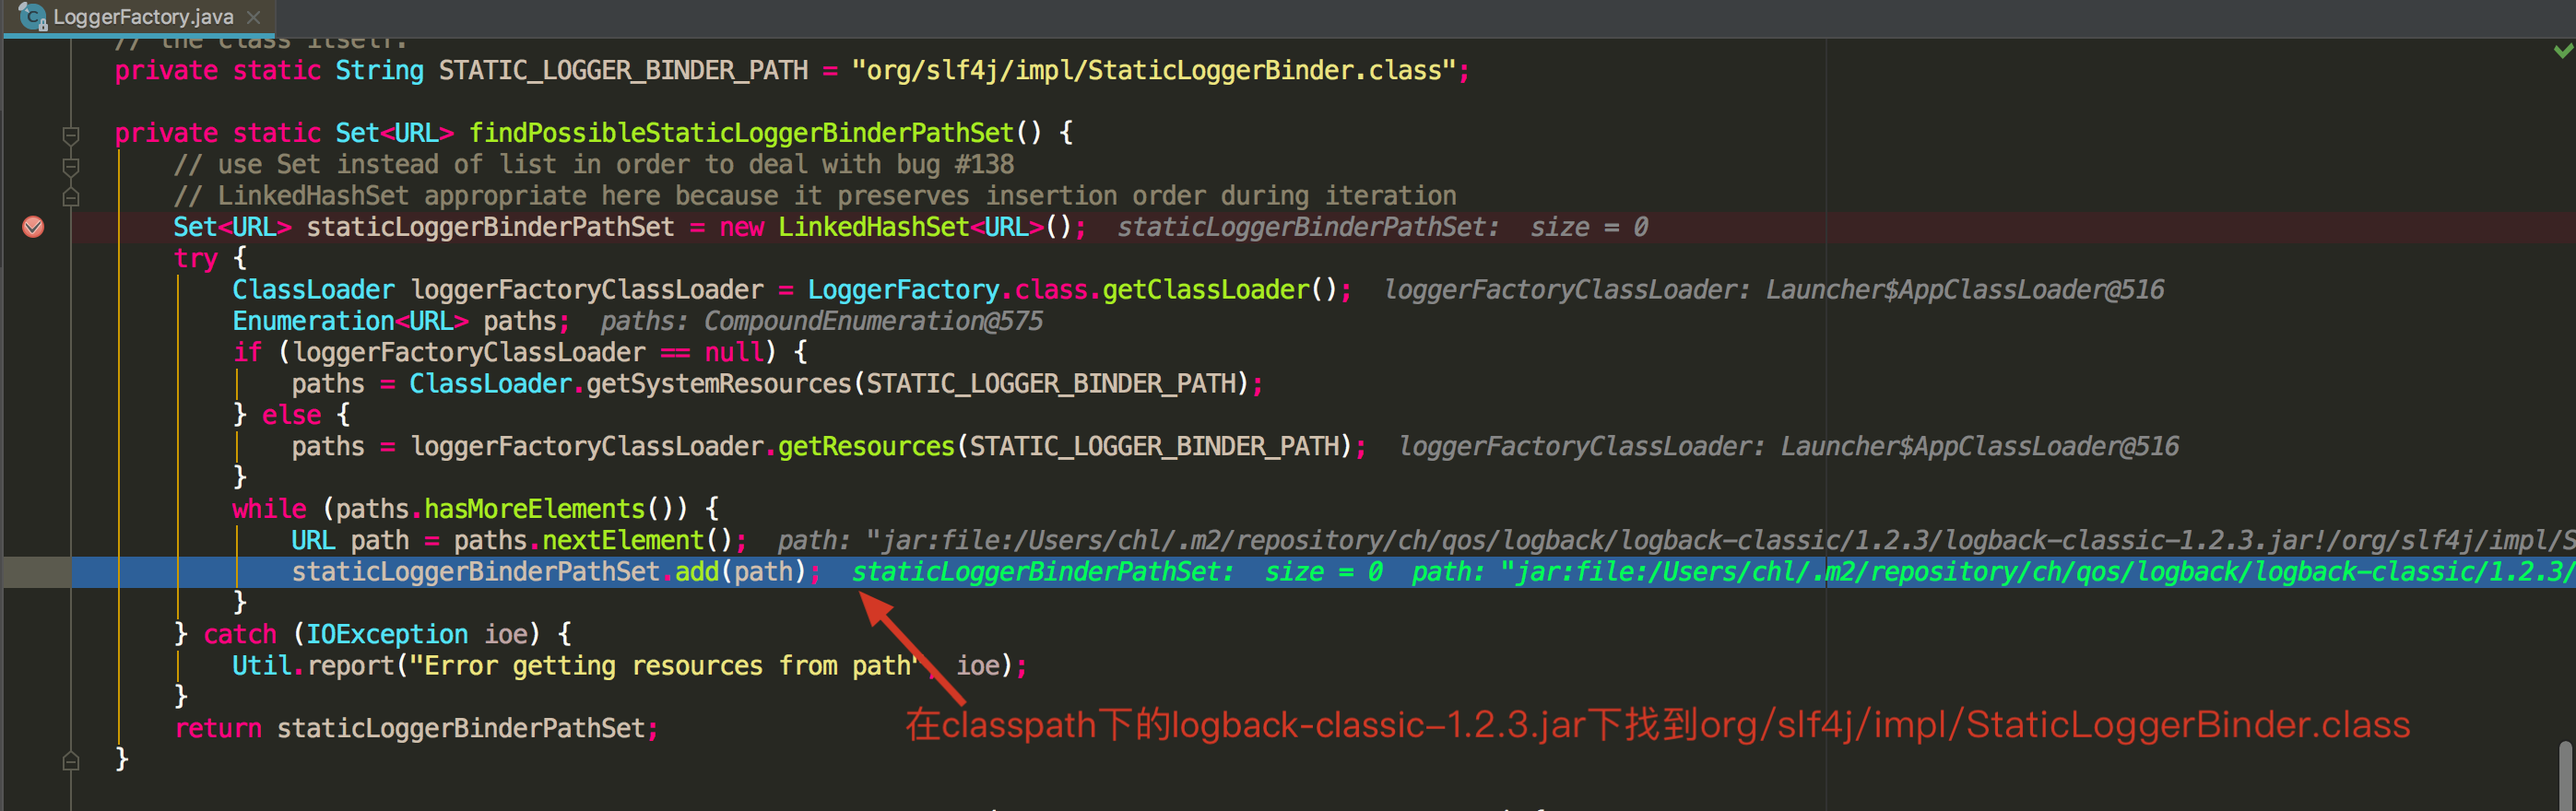 LoggerFactory.java
// the class itself.
private static String STATIC_LOGGER_BINDER_PATH = "org/slf4j/impl/StaticLoggerBinder.class";
private static Set<URL> findPossibleStaticLoggerBinderPathSet() {
// use Set instead of list in order to deal with bug #138
// LinkedHashSet appropriate here because it preserves insertion order during iteration
Set<URL> staticLoggerBinderPathSet = new LinkedHashSet<URL>(); staticLoggerBinderPathSet: size = 0
try {
ClassLoader loggerFactoryClassLoader = LoggerFactory.class.getClassLoader(); loggerFactoryClassLoader: Launcher$AppClassLoader@516
Enumeration<URL> paths; paths: CompoundEnumeration@575
if (loggerFactoryClassLoader == null) {
paths = ClassLoader.getSystemResources(STATIC_LOGGER_BINDER_PATH);
} else {
paths = loggerFactoryClassLoader.getResources(STATIC_LOGGER_BINDER_PATH); loggerFactoryClassLoader: Launcher$AppClassLoader@516
}
while (paths.hasMoreElements()) {
URL path = paths.nextElement(); path: "jar:file:/Users/chl/.m2/repository/ch/qos/logback/logback-classic/1.2.3/logback-classic-1.2.3.jar!/org/slf4j/impl/S
staticLoggerBinderPathSet.add(path); staticLoggerBinderPathSet: size = 0 path: "jar:file:/Users/chl/.m2/repository/ch/qos/logback/logback-classic/1.2.3/
}
} catch (IOException ioe) {
Util.report("Error getting resources from path", ioe);
}
return staticLoggerBinderPathSet;
在classpath下的logback-classic-1.2.3.jar下找到org/slf4j/impl/StaticLoggerBinder.class
}